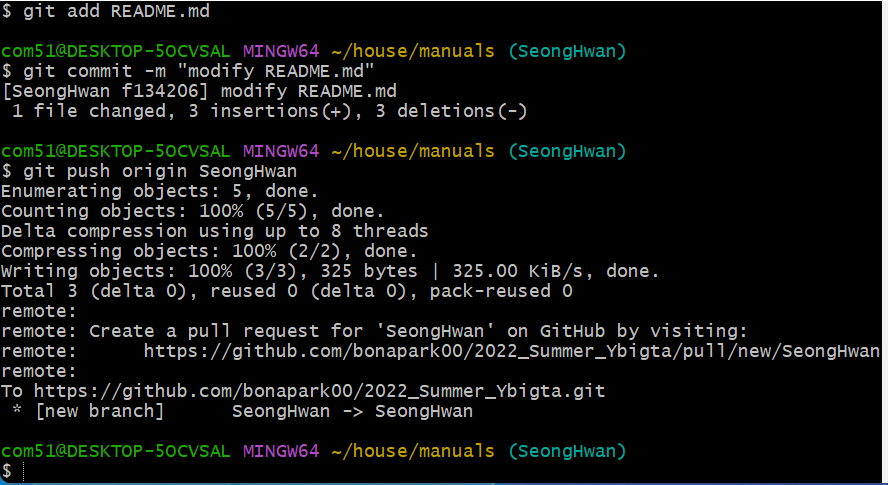 $ git add README.md
com51@DESKTOP-5OCVSAL MINGW64 ~/house/manuals (SeongHwan)
$ git commit -m "modify README.md"
[SeongHwan f134206] modify README.md
 1 file changed, 3 insertions(+), 3 deletions(-)
com51@DESKTOP-5OCVSAL MINGW64 ~/house/manuals (SeongHwan)
$ git push origin SeongHwan
Enumerating objects: 5, done.
Counting objects: 100% (5/5), done.
Delta compression using up to 8 threads
Compressing objects: 100% (2/2), done.
Writing objects: 100% (3/3), 325 bytes | 325.00 KiB/s, done.
Total 3 (delta 0), reused 0 (delta 0), pack-reused 0
remote:
remote: Create a pull request for 'SeongHwan' on GitHub by visiting:
remote:      https://github.com/bonapark00/2022_Summer_Ybigta/pull/new/SeongHwan
remote:
To https://github.com/bonapark00/2022_Summer_Ybigta.git
 * [new branch]      SeongHwan -> SeongHwan
com51@DESKTOP-5OCVSAL MINGW64 ~/house/manuals (SeongHwan)
$